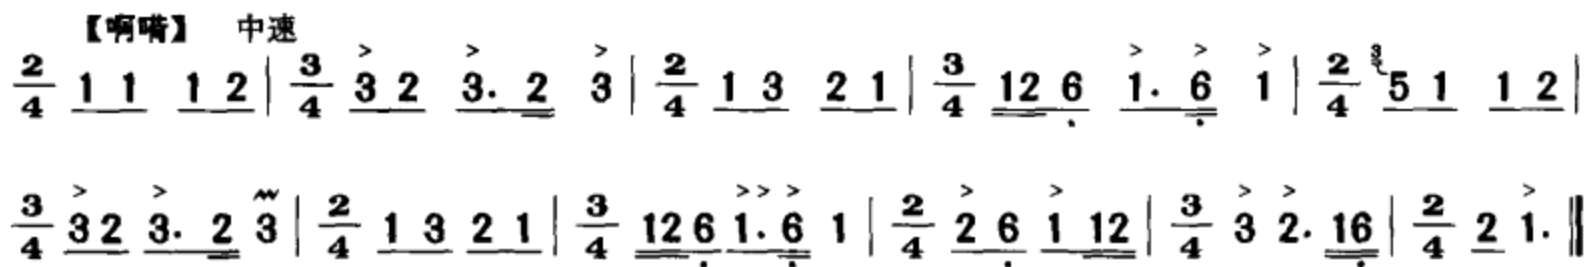 【啊嗬】 中速
2/4 1 1 1 2 | 3/4 3 2 3. 2 3 | 2/4 1 3 2 1 | 3/4 12 6 1. 6 1 | 2/4 3 5 1 1 2 |
3/4 3 2 3. 2 3 | 2/4 1 3 2 1 | 3/4 12 6 1. 6 1 | 2/4 2 6 1 12 | 3/4 3 2. 16 | 2/4 2 1. ‖